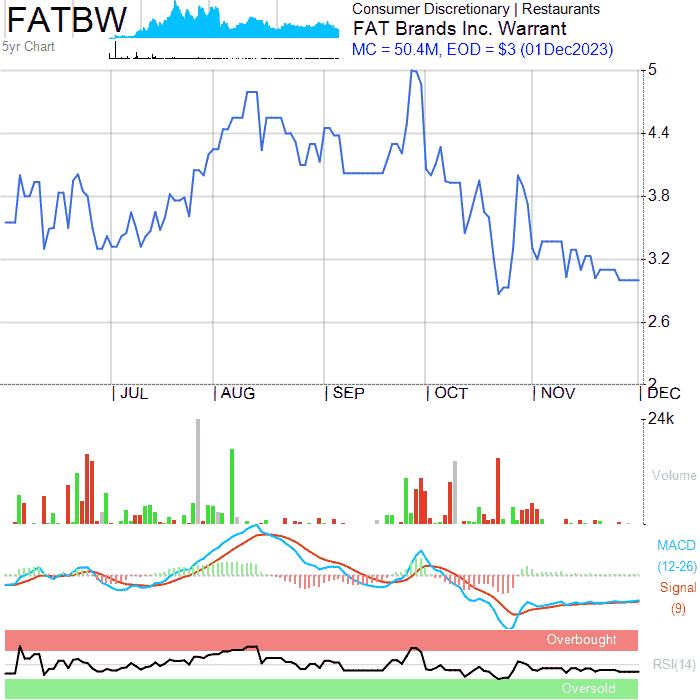 FATBW
5yr Chart
Consumer Discretionary | Restaurants
FAT Brands Inc. Warrant
MC = 50.4M, EOD = $3 (01Dec2023)
5
4.4
3.8
3.2
2.6
2
JUL
AUG
SEP
OCT
NOV
DEC
24k
Volume
MACD
(12-26)
Signal
(9)
Overbought
RSI(14)
Oversold